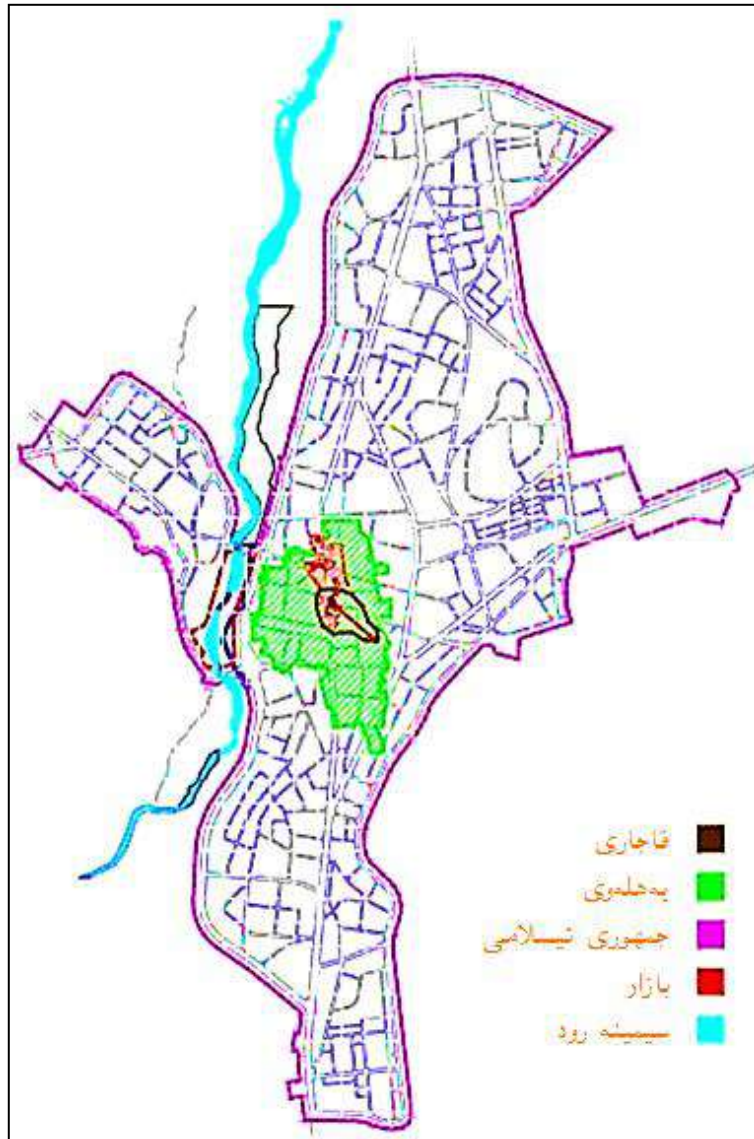 قاجاری
پەهلەوی
جمهوری ئیسلامی
بازار
سیمینە رود